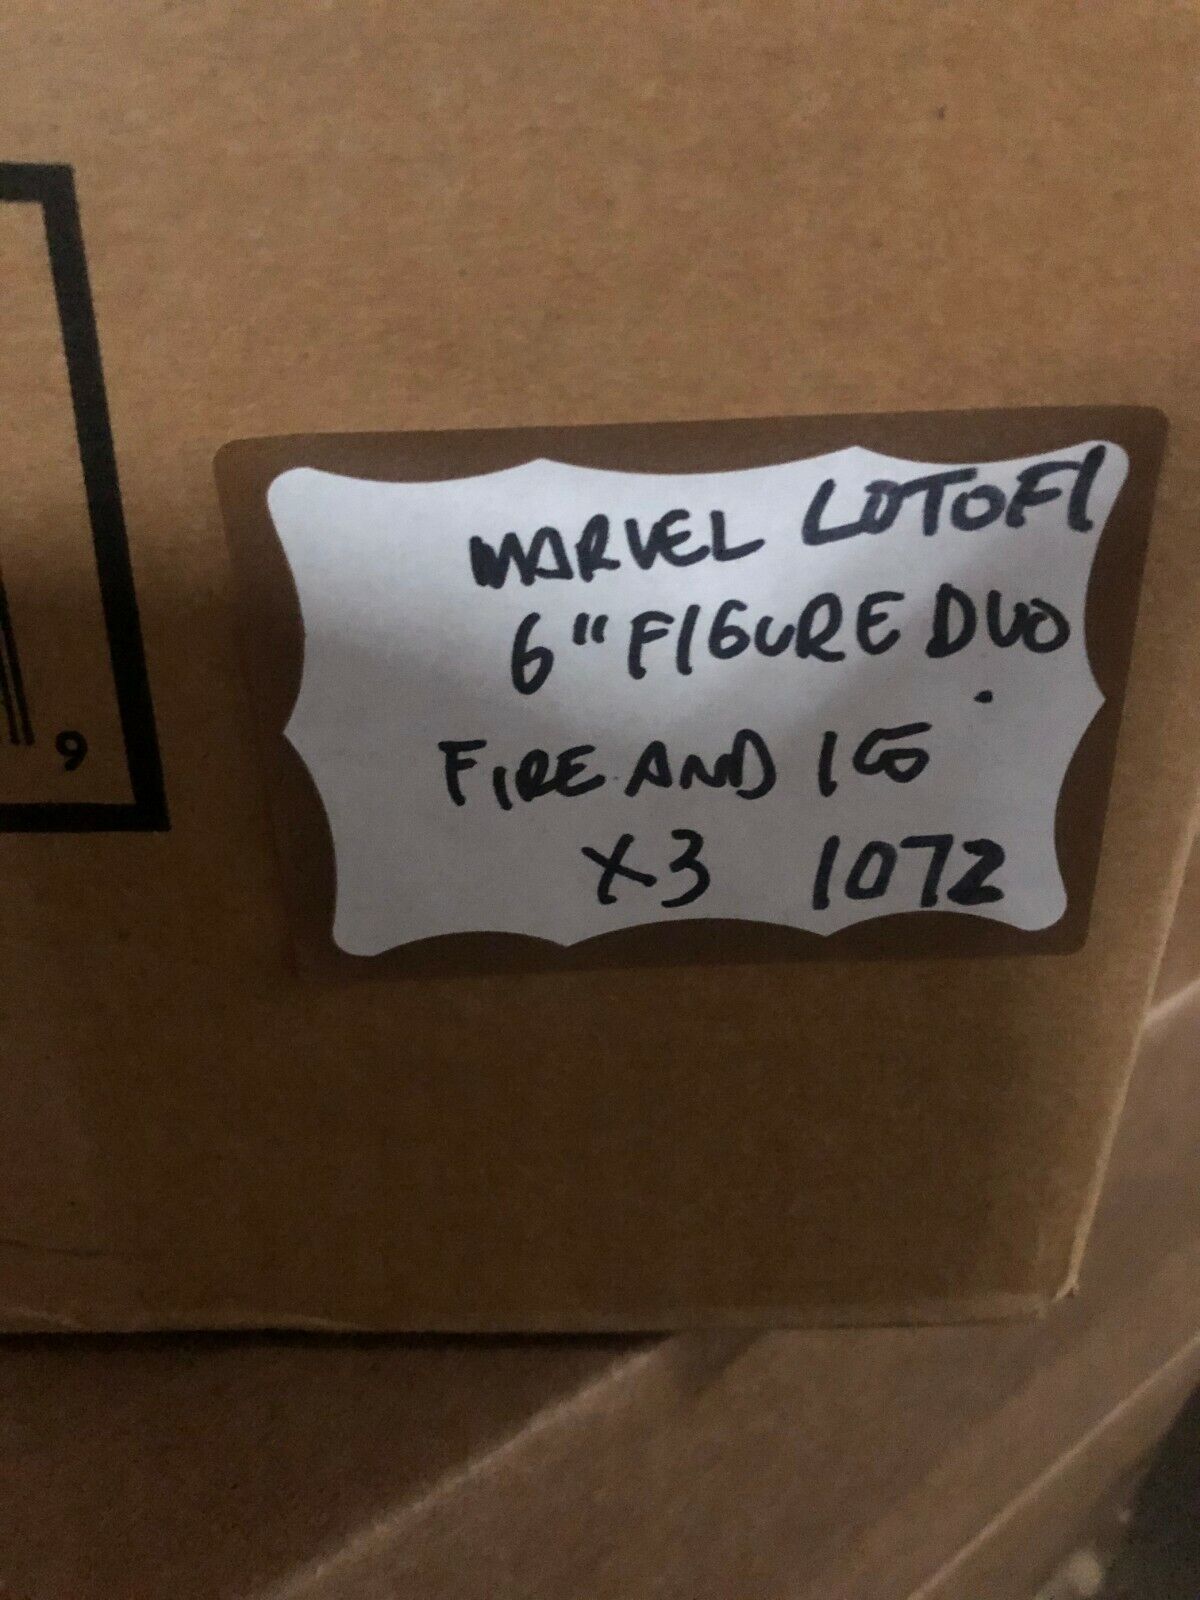 MARVEL LOTOF1
6" FIGURE DUO
FIRE AND ICE
X3 1072
9